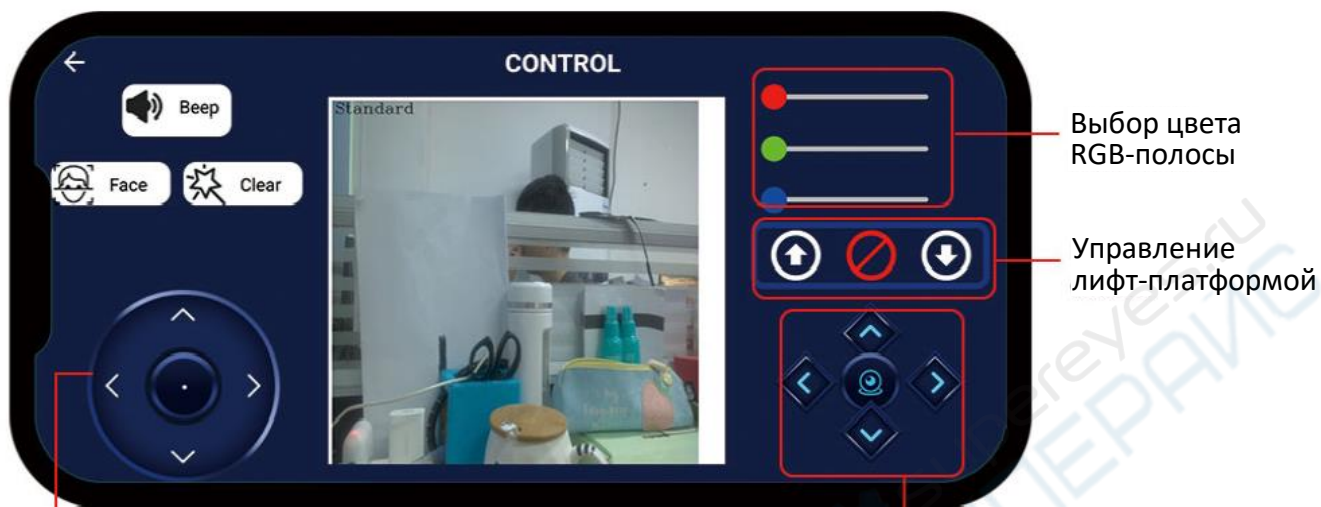 CONTROL
Beep
Standard
Face
Clear
Выбор цвета
RGB-полосы
Управление
лифт-платформой